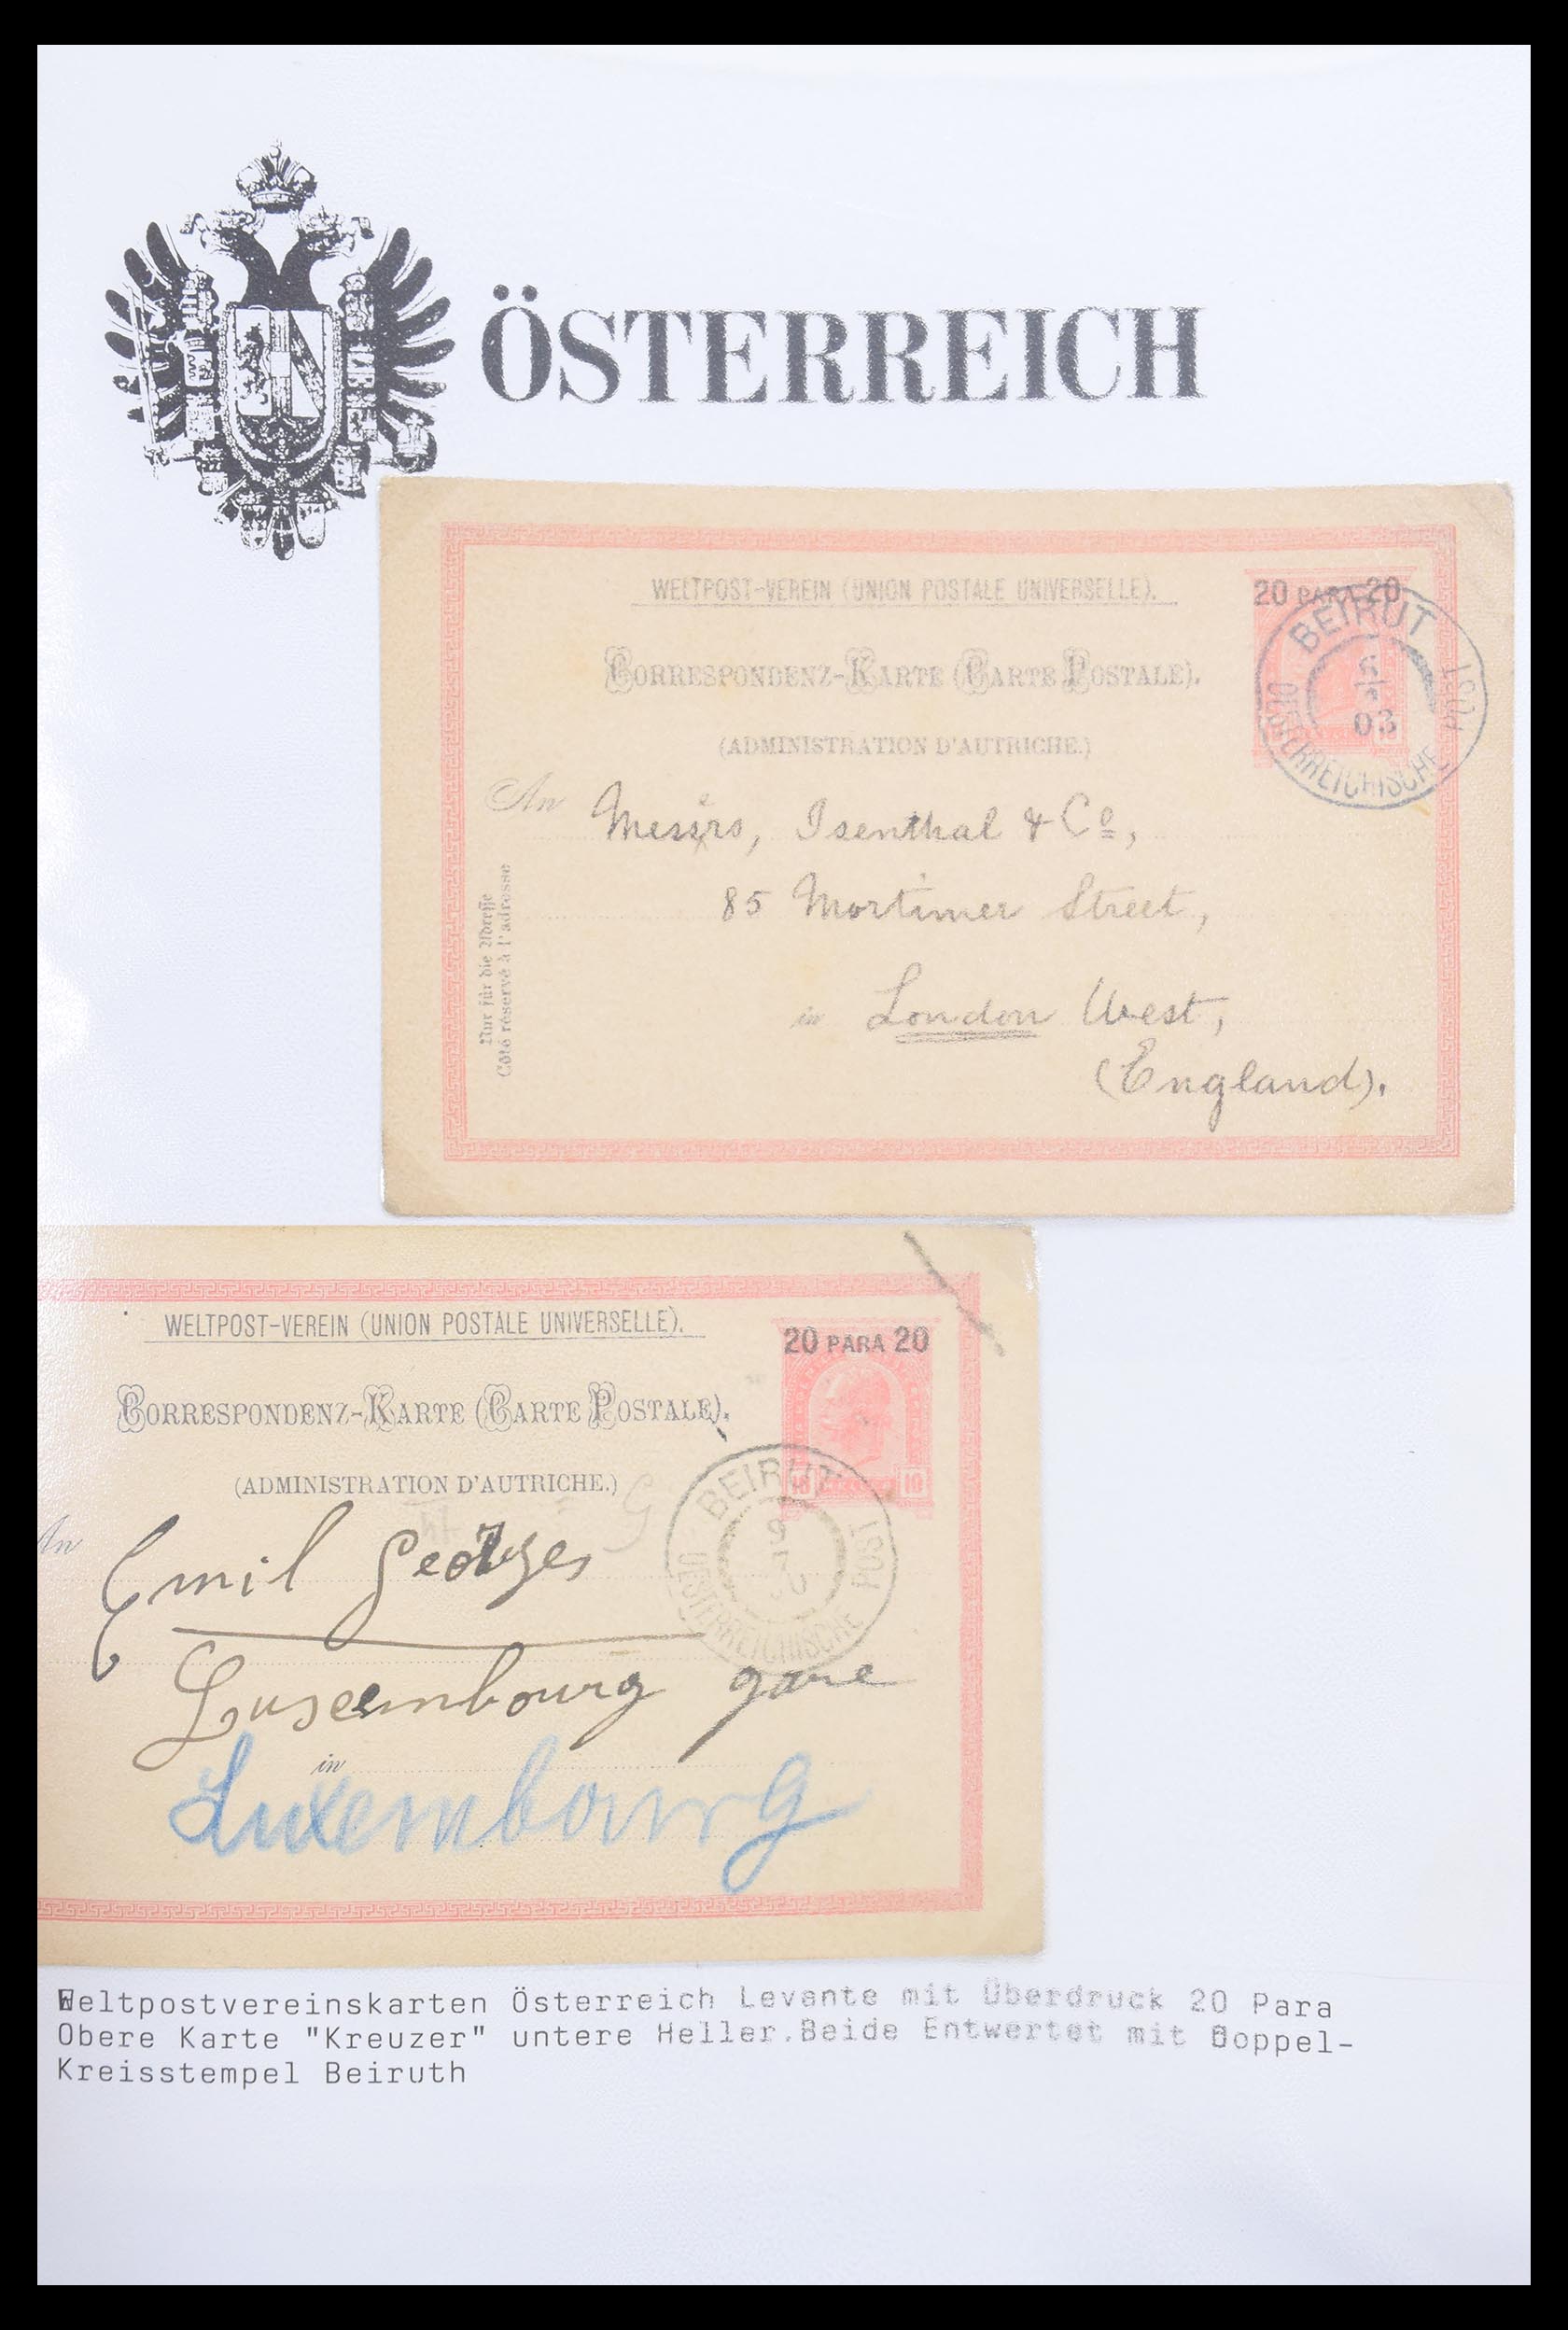 ÖSTERREICH
WELTPOST-VEREIN (UNION POSTALE UNIVERSELLE).
20 PARA 20
CORRESPONDENZ-KARTE (CARTE POSTALE).
(ADMINISTRATION D'AUTRICHE.)
BEIRUT
03
OESTERREICHISCHE POST
An Messrs, Isenthal & Co,
85 Mortimer Street,
in London West,
(England).
Nur für die Adresse
Côté réservé à l'adresse
WELTPOST-VEREIN (UNION POSTALE UNIVERSELLE).
20 PARA 20
CORRESPONDENZ-KARTE (CARTE POSTALE).
(ADMINISTRATION D'AUTRICHE.)
10 10
BEIRUT
OESTERREICHISCHE POST
An Emil Georges
Luxembourg gare
in
Luxembourg
Weltpostvereinskarten Österreich Levante mit Überdruck 20 Para
Obere Karte "Kreuzer" untere Heller.Beide Entwertet mit Doppel-
Kreisstempel Beiruth